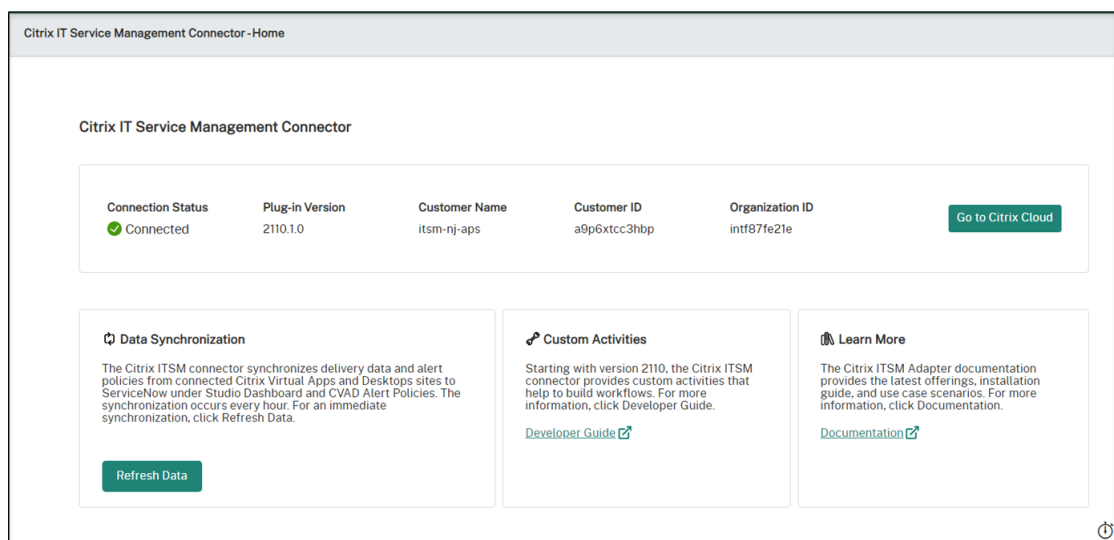 Citrix IT Service Management Connector - Home
Citrix IT Service Management Connector
Connection Status
Connected
Plug-in Version
2110.1.0
Customer Name
itsm-nj-aps
Customer ID
a9p6xtcc3hbp
Organization ID
intf87fe21e
Go to Citrix Cloud
Data Synchronization
The Citrix ITSM connector synchronizes delivery data and alert
policies from connected Citrix Virtual Apps and Desktops sites to
ServiceNow under Studio Dashboard and CVAD Alert Policies. The
synchronization occurs every hour. For an immediate
synchronization, click Refresh Data.
Refresh Data
Custom Activities
Starting with version 2110, the Citrix ITSM
connector provides custom activities that
help to build workflows. For more
information, click Developer Guide.
Developer Guide
Learn More
The Citrix ITSM Adapter documentation
provides the latest offerings, installation
guide, and use case scenarios. For more
information, click Documentation.
Documentation